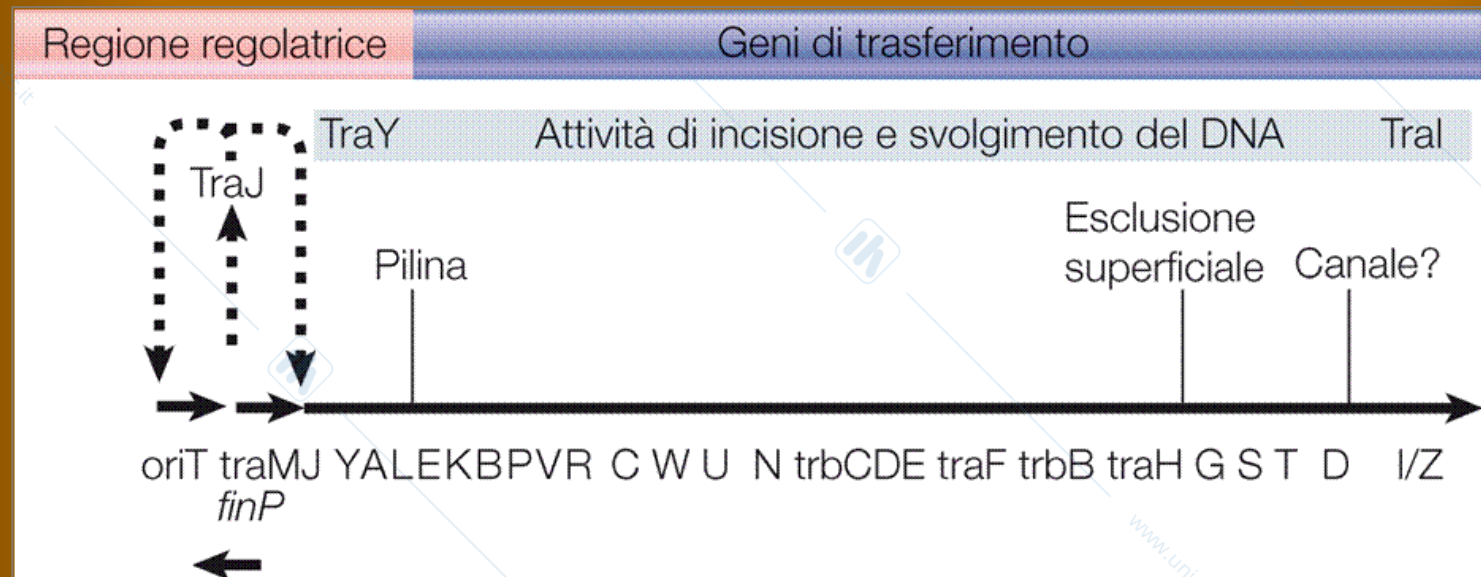 Regione regolatrice Geni di trasferimento
TraY Attività di incisione e svolgimento del DNA TraI
TraJ
Pilina
Esclusione
superficiale
Canale?
oriT traMJ YALEKBPVR C W U N trbCDE traF trbB traH G S T D I/Z
finP